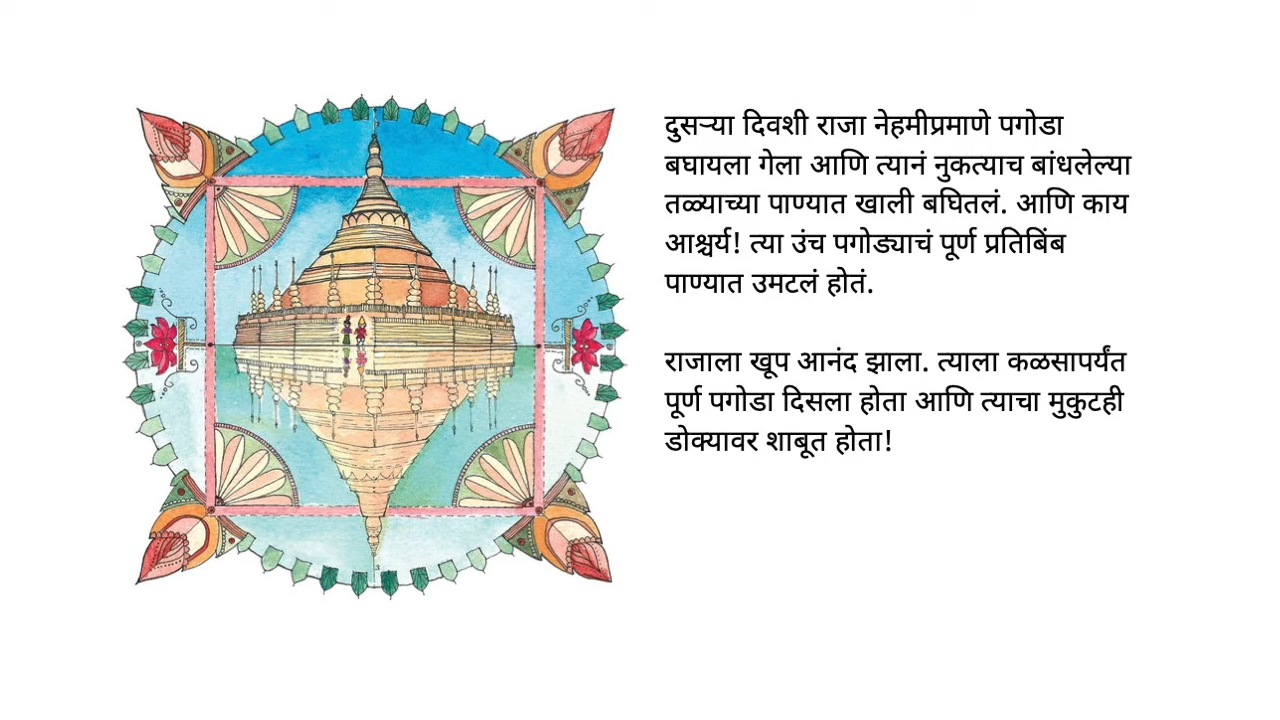 दुसऱ्या दिवशी राजा नेहमीप्रमाणे पगोडा
बघायला गेला आणि त्यानं नुकत्याच बांधलेल्या
तळ्याच्या पाण्यात खाली बघितलं. आणि काय
आश्चर्य! त्या उंच पगोड्याचं पूर्ण प्रतिबिंब
पाण्यात उमटलं होतं.
राजाला खूप आनंद झाला. त्याला कळसापर्यंत
पूर्ण पगोडा दिसला होता आणि त्याचा मुकुटही
डोक्यावर शाबूत होता!